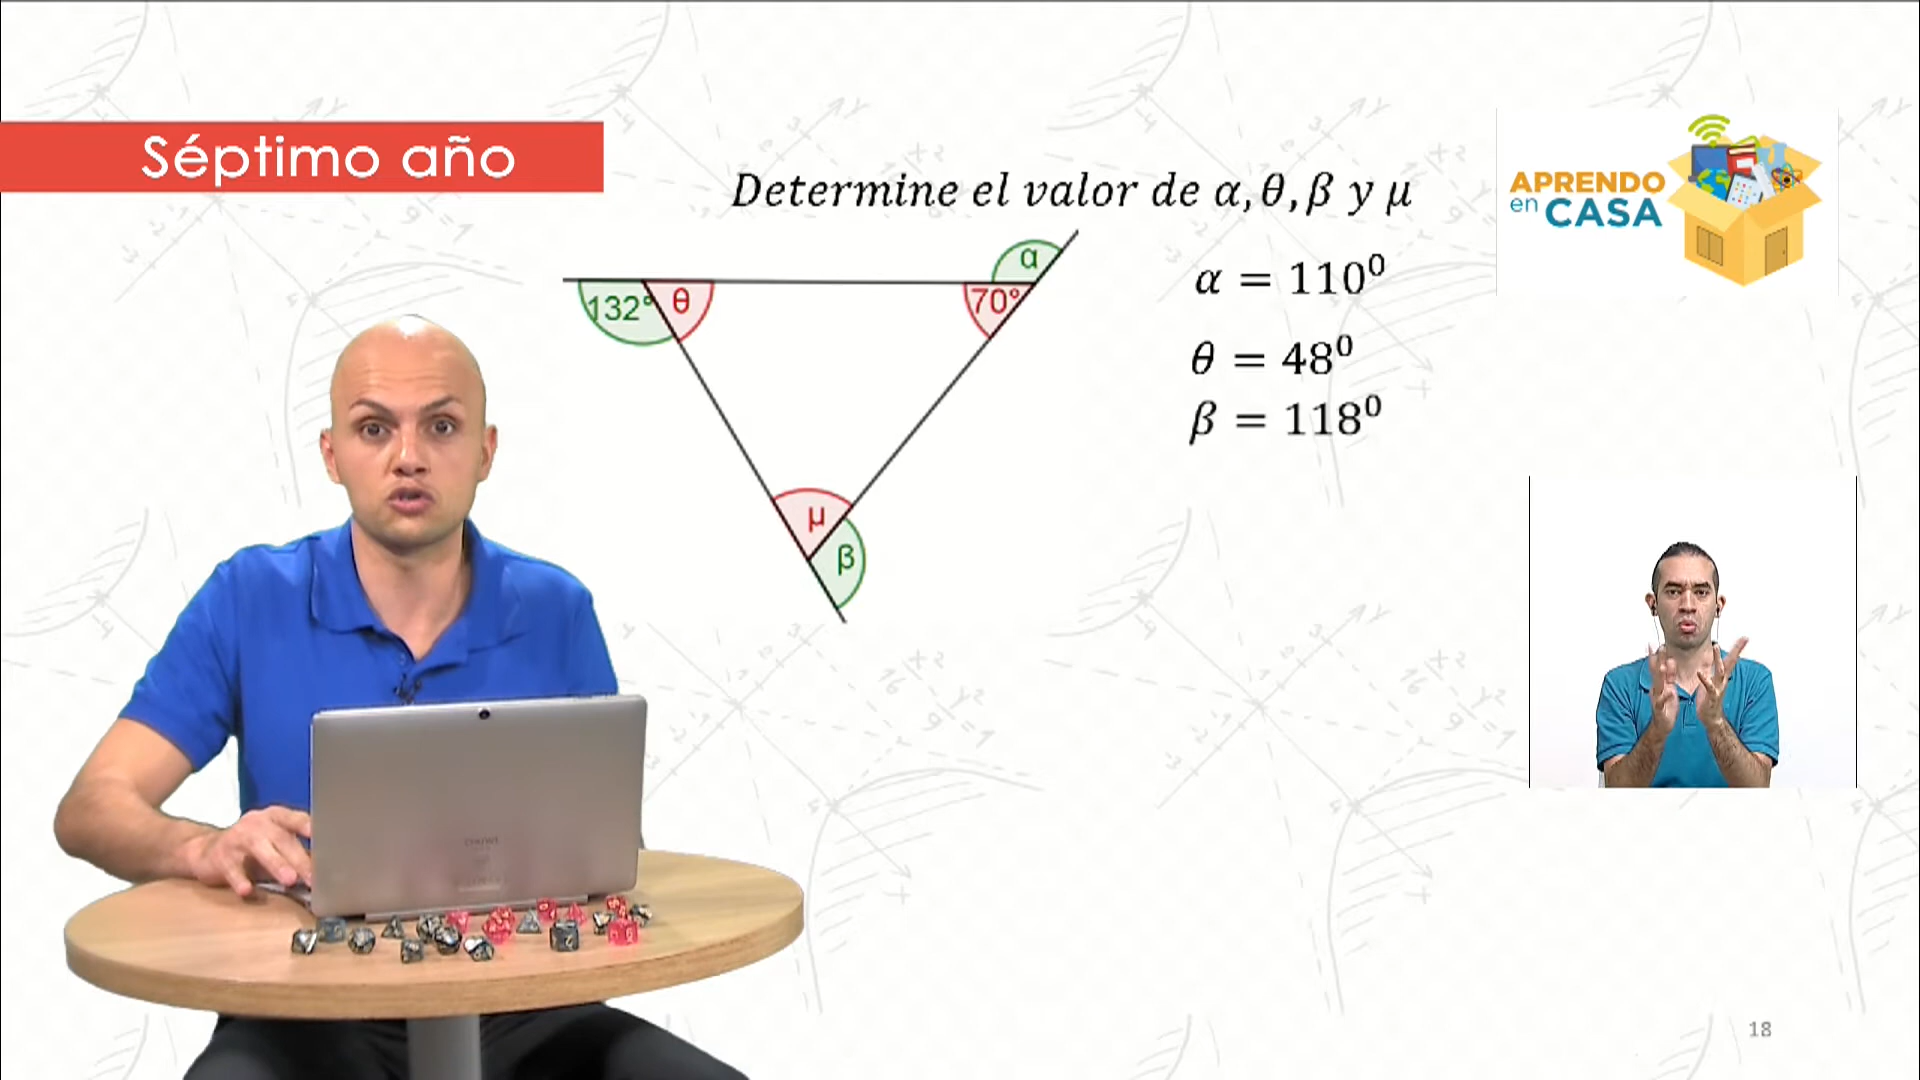 Séptimo año
Determine el valor de α, θ, β y μ
APRENDO
en CASA
α
α = 110⁰
132°
θ
70°
θ = 48⁰
β = 118⁰
μ
β
18